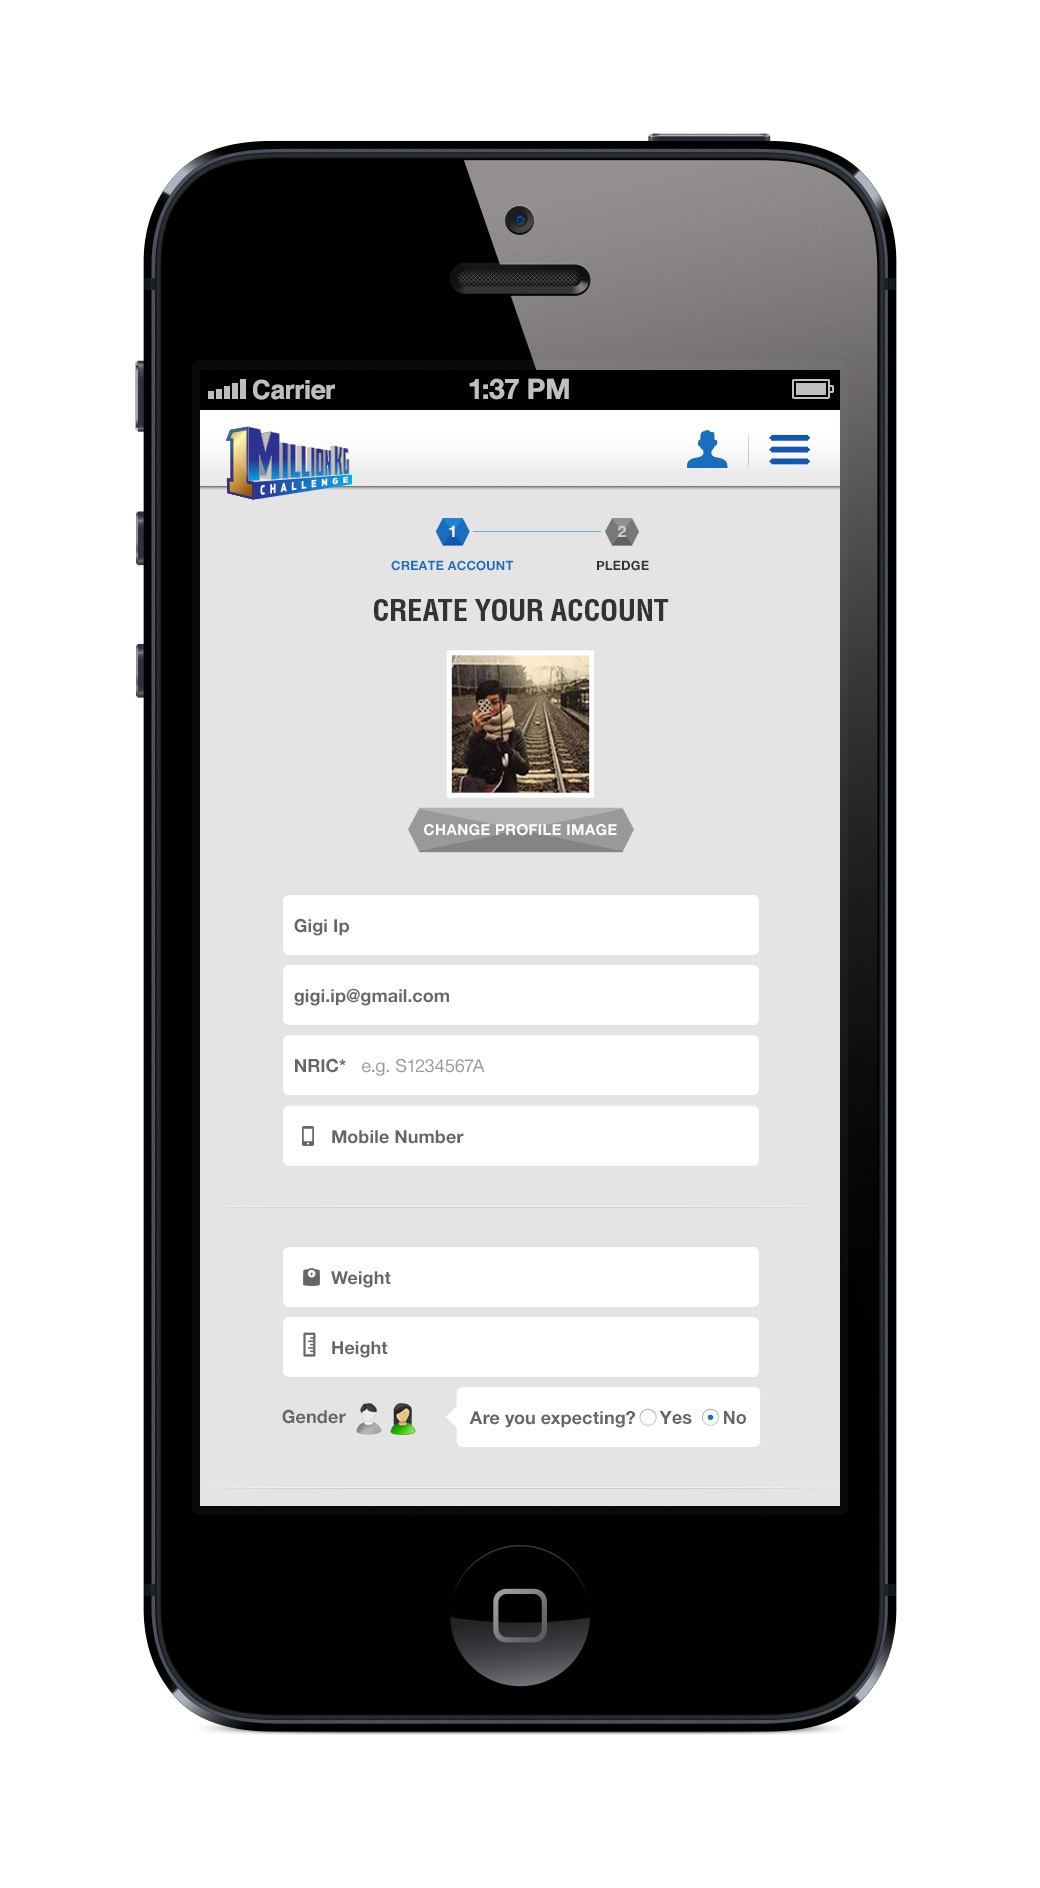 Carrier 1:37 PM
1 MILLION KG
CHALLENGE
1 2
CREATE ACCOUNT PLEDGE
CREATE YOUR ACCOUNT
CHANGE PROFILE IMAGE
Gigi Ip
gigi.ip@gmail.com
NRIC* e.g. S1234567A
Mobile Number
Weight
Height
Gender Are you expecting? Yes No